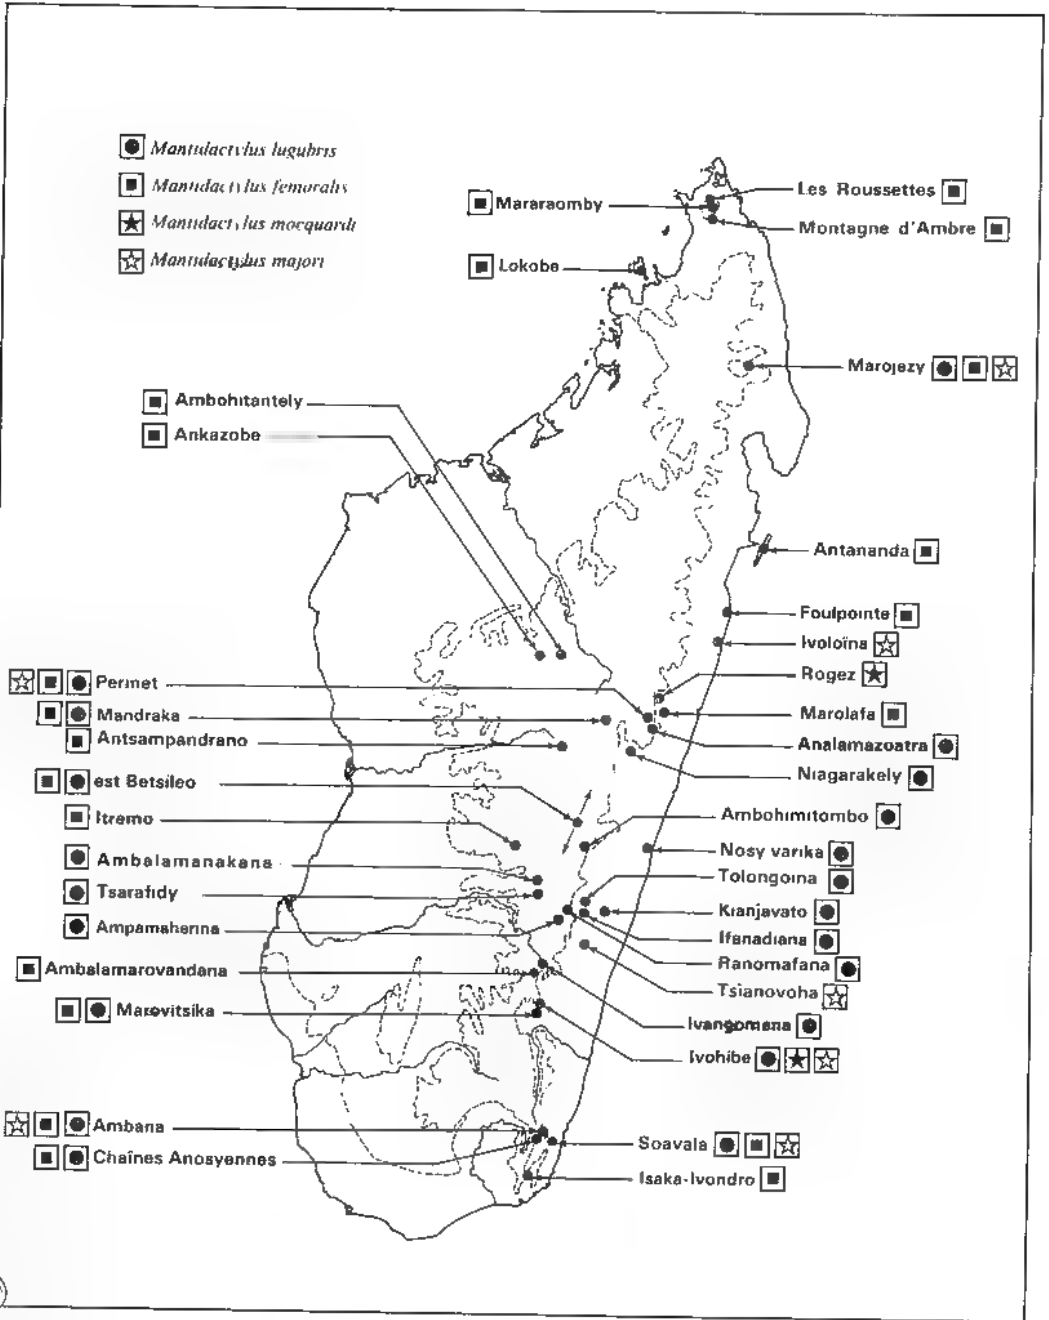 Mantidactylus lugubris
Mantidactylus femoralis
Mantidactylus mocquardi
Mantidactylus majori
Mararaomby
Lokobe
Les Roussettes
Montagne d'Ambre
Marojezy
Ambohitantely
Ankazobe
Antananda
Foulpointe
Ivoloïna
Rogez
Marolafa
Analamazoatra
Niagarakely
Perinet
Mandraka
Antsampandrano
est Betsileo
Itremo
Ambalamanakana
Tsarafidy
Ampamaherina
Ambalamarovandana
Marovitsika
Ambohimitombo
Nosy varika
Tolongoina
Kianjavato
Ifanadiana
Ranomafana
Tsianovoha
Ivangomena
Ivohibe
Ambana
Chaînes Anosyennes
Soavala
Isaka-Ivondro